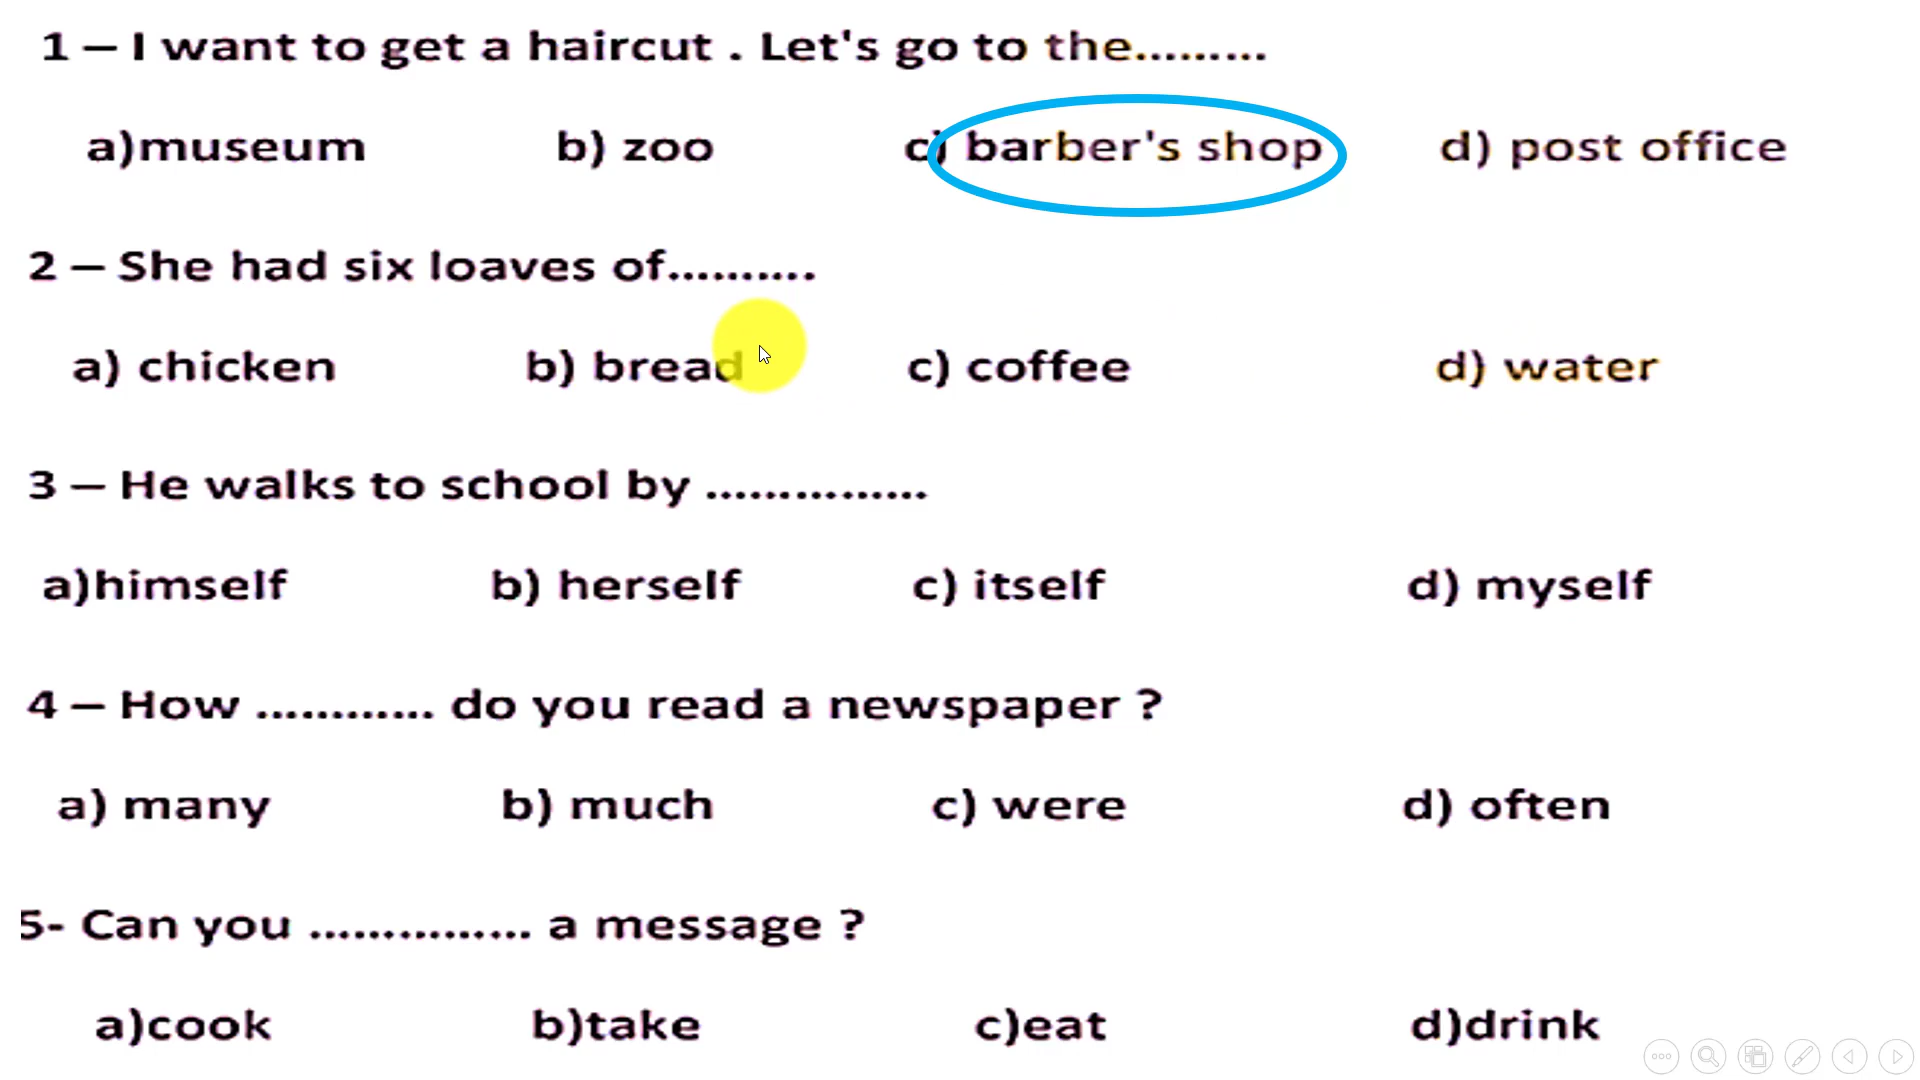 1 – I want to get a haircut . Let's go to the.........
a)museum b) zoo c) barber's shop d) post office
2 – She had six loaves of..........
a) chicken b) bread c) coffee d) water
3 – He walks to school by ...............
a)himself b) herself c) itself d) myself
4 – How ............ do you read a newspaper ?
a) many b) much c) were d) often
5- Can you ............... a message ?
a)cook b)take c)eat d)drink